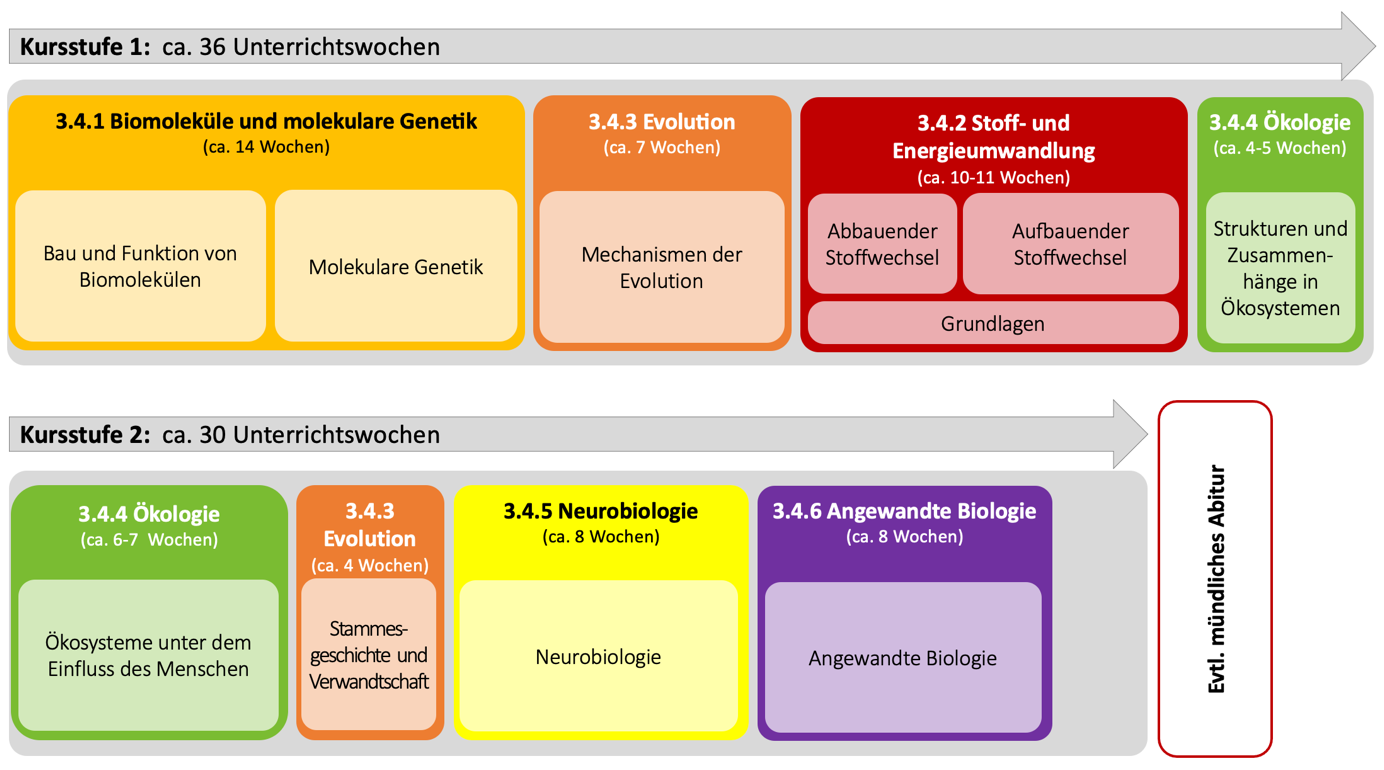 Kursstufe 1: ca. 36 Unterrichtswochen
3.4.1 Biomoleküle und molekulare Genetik
(ca. 14 Wochen)
Bau und Funktion von
Biomolekülen
Molekulare Genetik
3.4.3 Evolution
(ca. 7 Wochen)
Mechanismen der
Evolution
3.4.2 Stoff- und
Energieumwandlung
(ca. 10-11 Wochen)
Abbauender
Stoffwechsel
Aufbauender
Stoffwechsel
Grundlagen
3.4.4 Ökologie
(ca. 4-5 Wochen)
Strukturen und
Zusammen-
hänge in
Ökosystemen
Kursstufe 2: ca. 30 Unterrichtswochen
3.4.4 Ökologie
(ca. 6-7 Wochen)
Ökosysteme unter dem
Einfluss des Menschen
3.4.3
Evolution
(ca. 4 Wochen)
Stammes-
geschichte und
Verwandtschaft
3.4.5 Neurobiologie
(ca. 8 Wochen)
Neurobiologie
3.4.6 Angewandte Biologie
(ca. 8 Wochen)
Angewandte Biologie
Evtl. mündliches Abitur